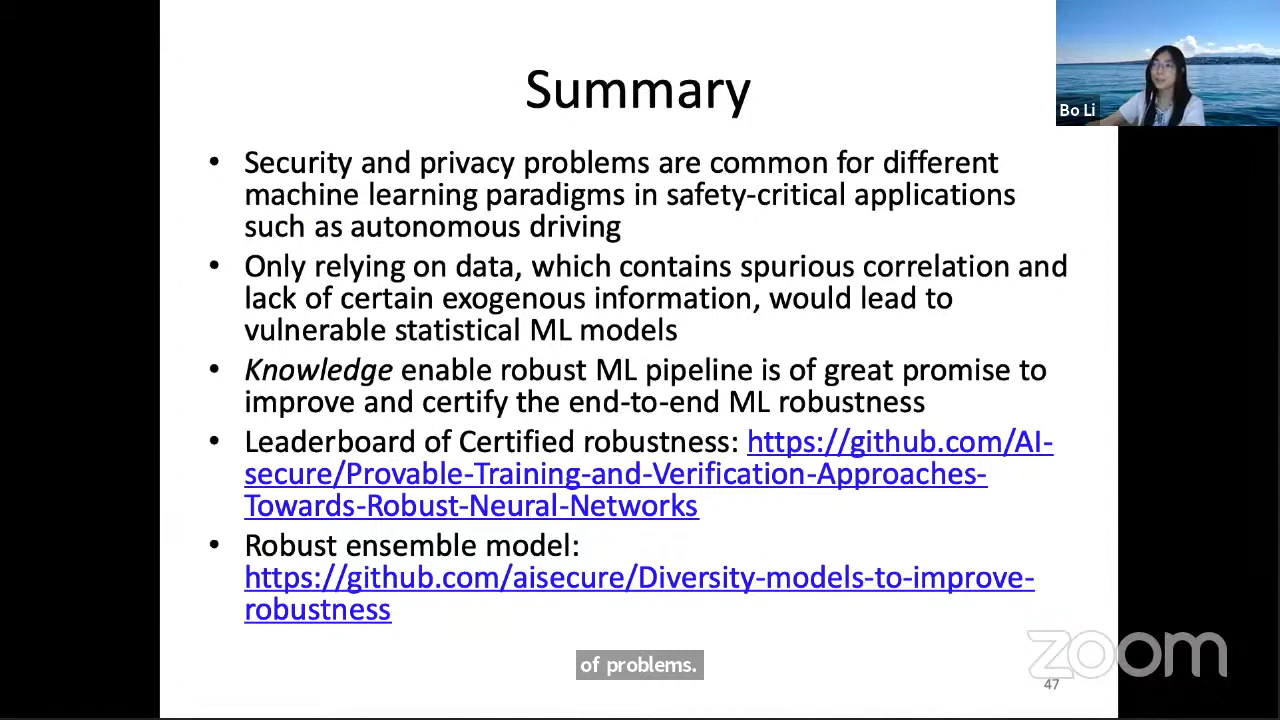 Summary
Bo Li
• Security and privacy problems are common for different
machine learning paradigms in safety-critical applications
such as autonomous driving
• Only relying on data, which contains spurious correlation and
lack of certain exogenous information, would lead to
vulnerable statistical ML models
• Knowledge enable robust ML pipeline is of great promise to
improve and certify the end-to-end ML robustness
• Leaderboard of Certified robustness: https://github.com/AI-
secure/Provable-Training-and-Verification-Approaches-
Towards-Robust-Neural-Networks
• Robust ensemble model:
https://github.com/aisecure/Diversity-models-to-improve-
robustness
of problems.
zoom
47